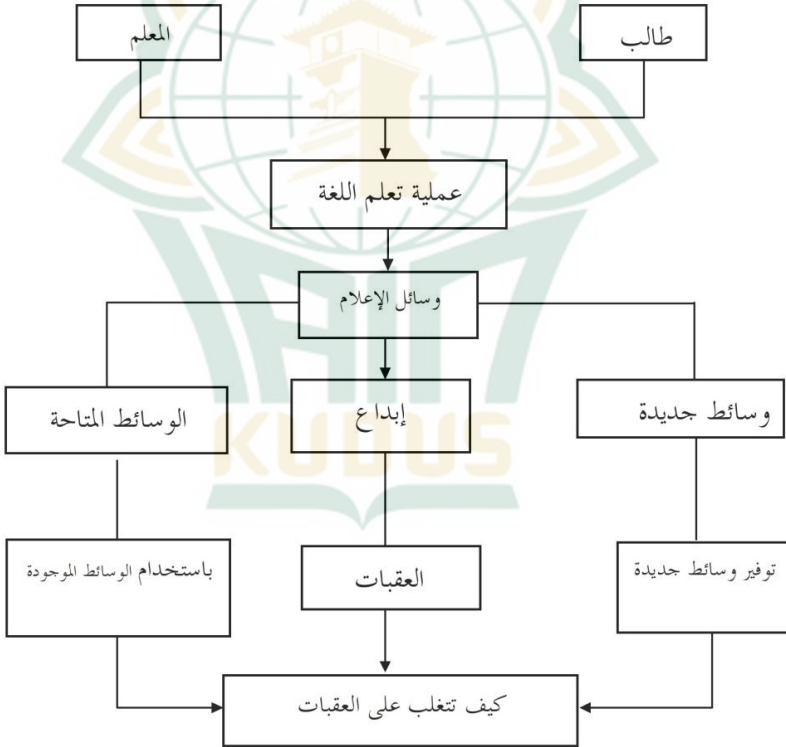 طالب
المعلم
عملية تعلم اللغة
وسائل الإعلام
وسائط جديدة
إبداع
الوسائط المتاحة
توفير وسائط جديدة
العقبات
باستخدام الوسائط الموجودة
كيف تتغلب على العقبات
IAIN
KUDUS